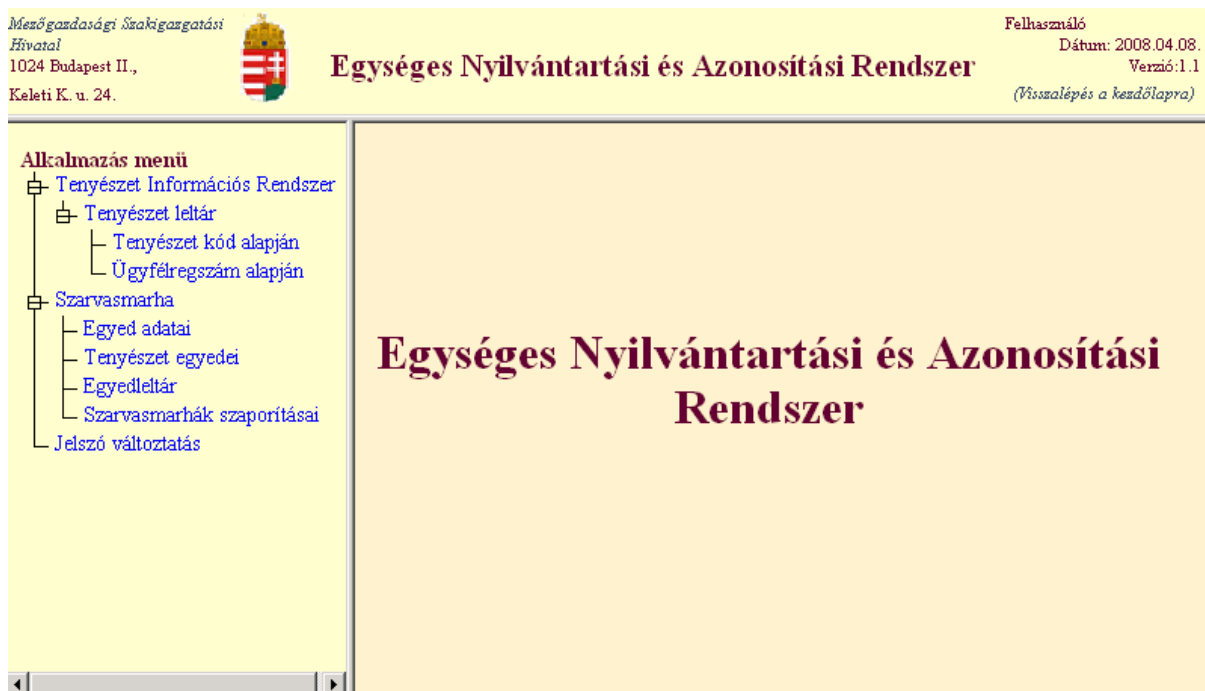 Mezőgazdasági Szakigazgatási
Hivatal
1024 Budapest II.,
Keleti K. u. 24.
Egységes Nyilvántartási és Azonosítási Rendszer
Felhasználó
Dátum: 2008.04.08.
Verzió:1.1
(Visszalépés a kezdőlapra)
Alkalmazás menü
Tenyészet Információs Rendszer
Tenyészet leltár
Tenyészet kód alapján
Ügyfélregszám alapján
Szarvasmarha
Egyed adatai
Tenyészet egyedei
Egyedleltár
Szarvasmarhák szaporításai
Jelszó változtatás
Egységes Nyilvántartási és Azonosítási
Rendszer